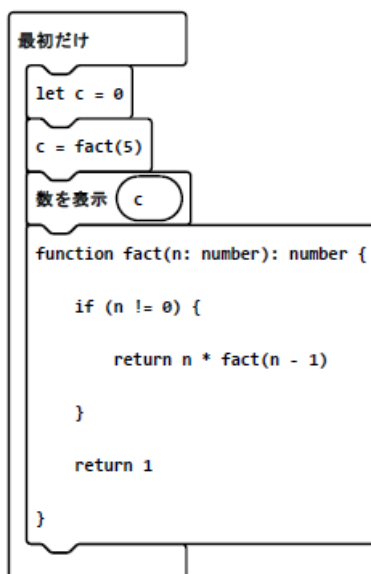 最初だけ
let c = 0
c = fact(5)
数を表示 c
function fact(n: number): number {
if (n != 0) {
return n * fact(n - 1)
}
return 1
}